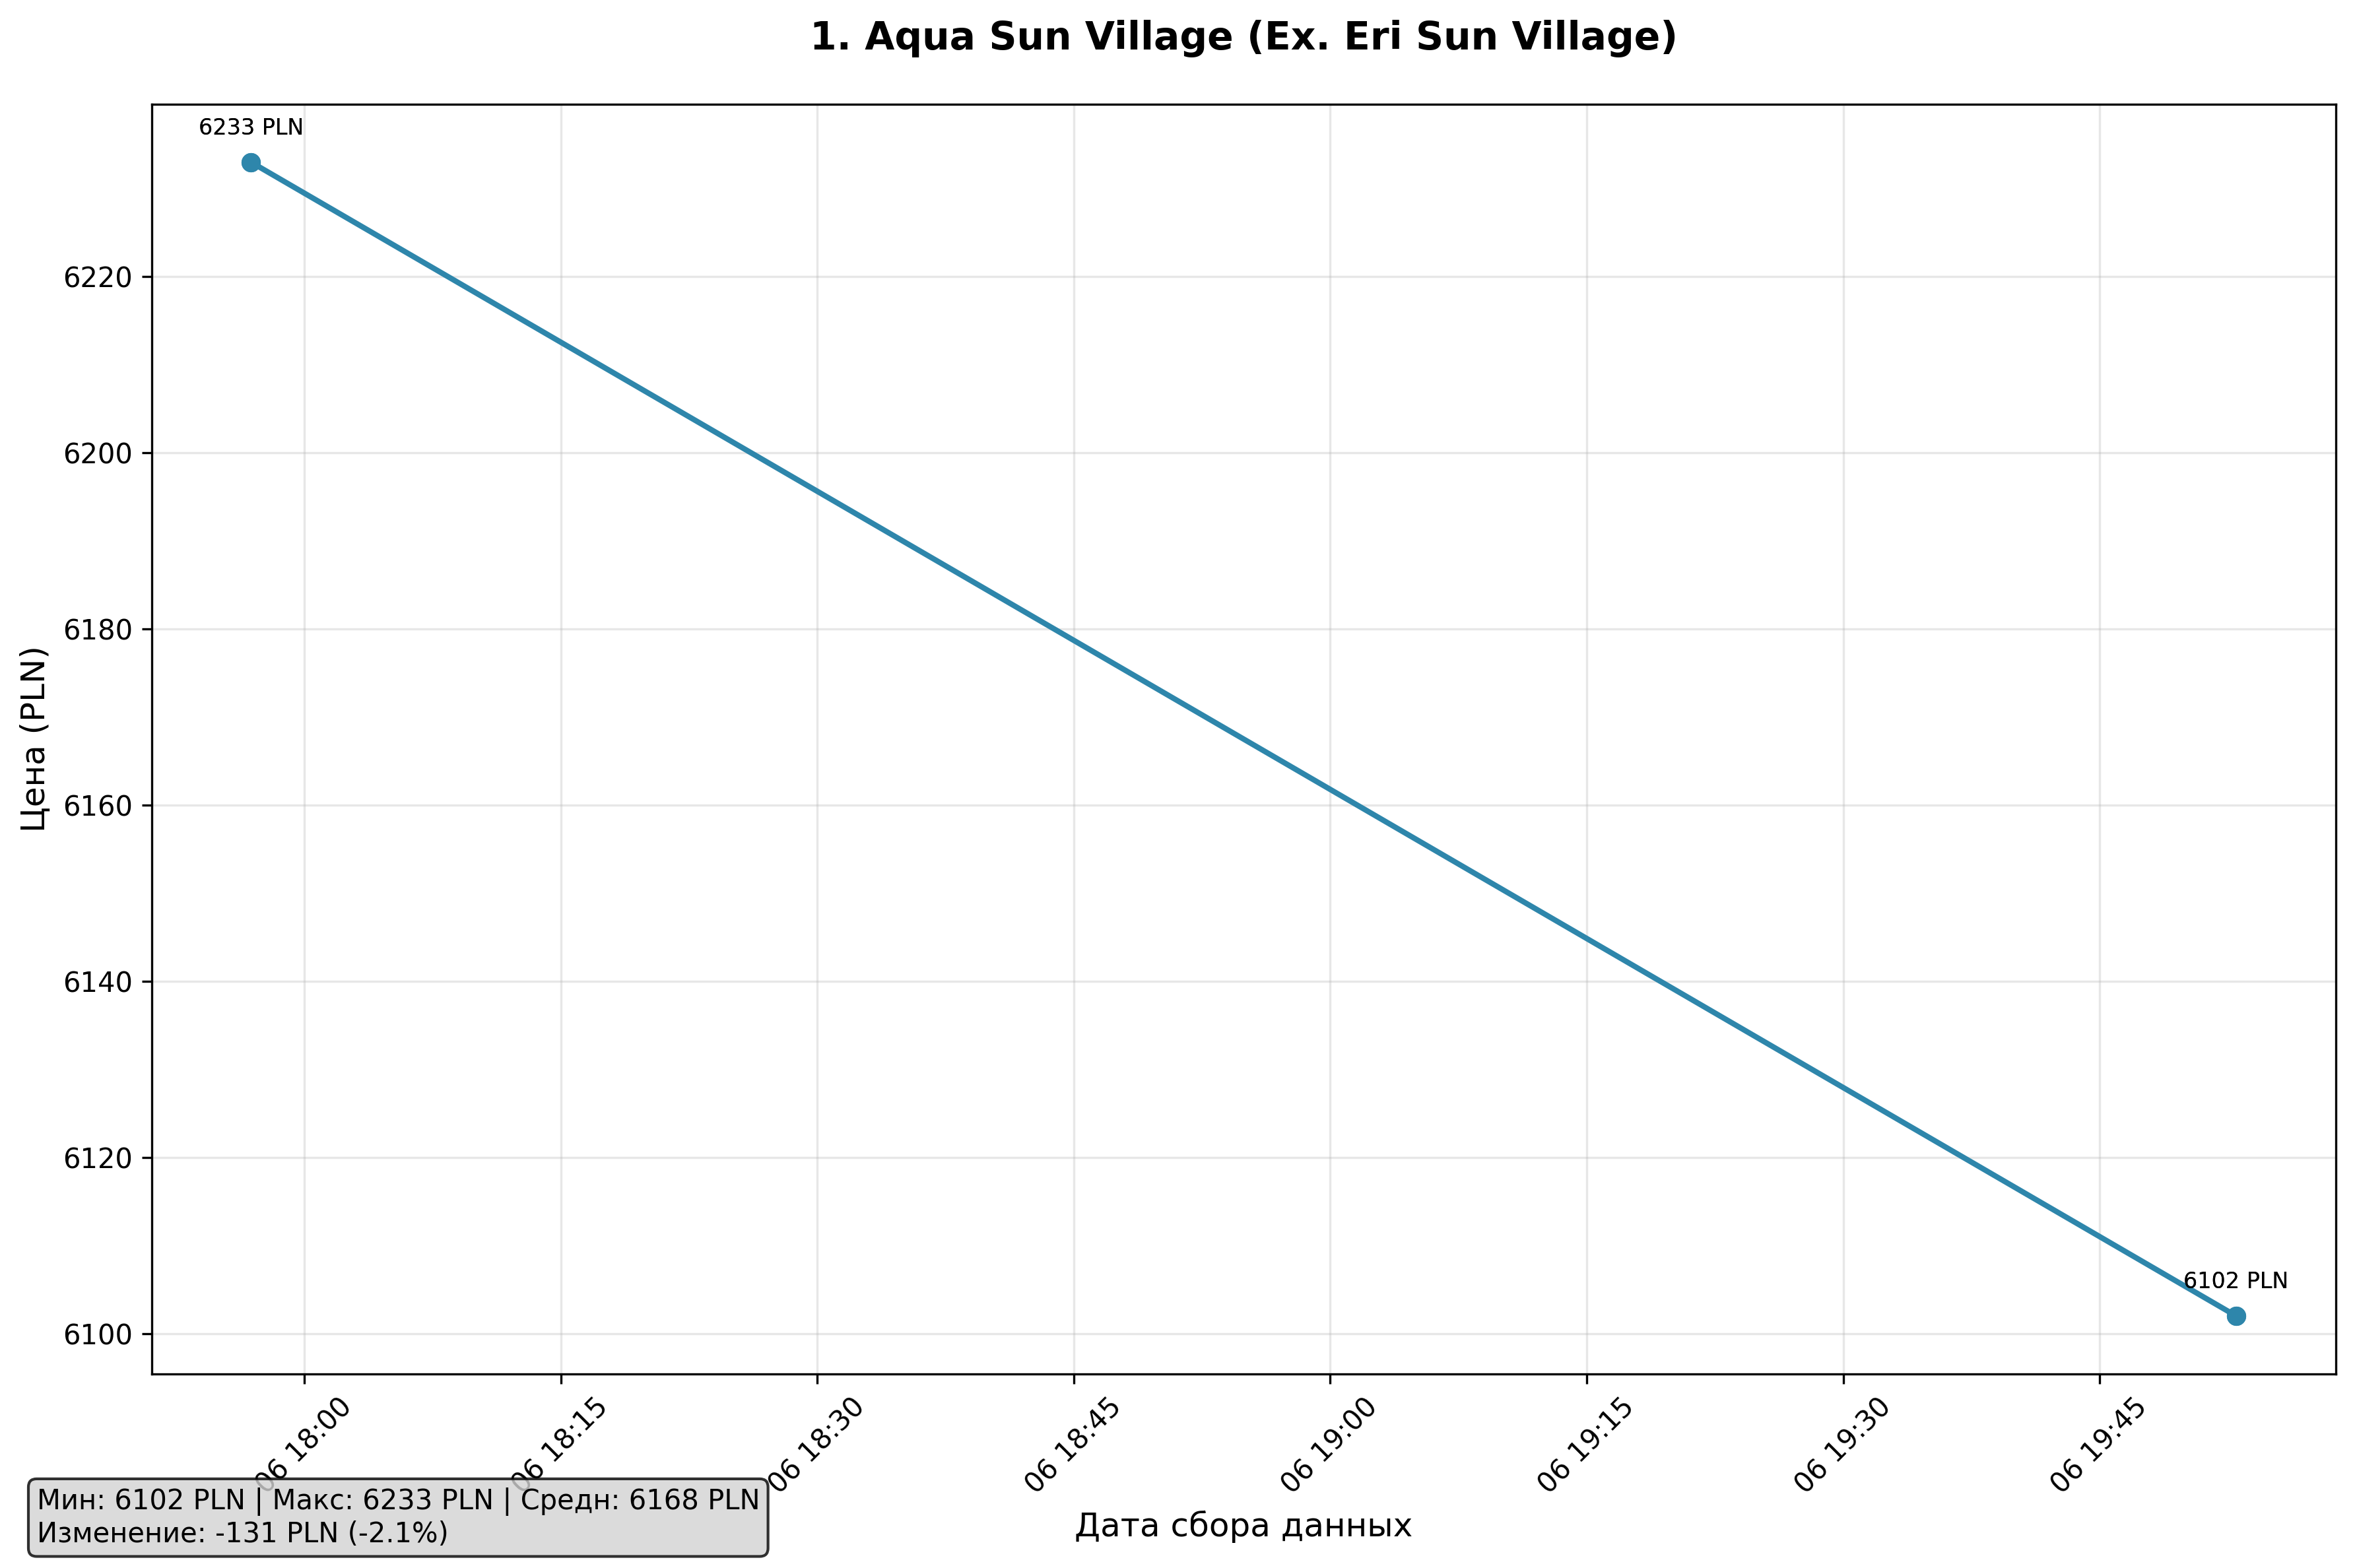 1. Aqua Sun Village (Ex. Eri Sun Village)
6233 PLN
6220
6200
6180
6160
6140
6120
6100
Цена (PLN)
6102 PLN
06 18:00
06 18:15
06 18:30
06 18:45
06 19:00
06 19:15
06 19:30
06 19:45
Дата сбора данных
Мин: 6102 PLN | Макс: 6233 PLN | Средн: 6168 PLN
Изменение: -131 PLN (-2.1%)